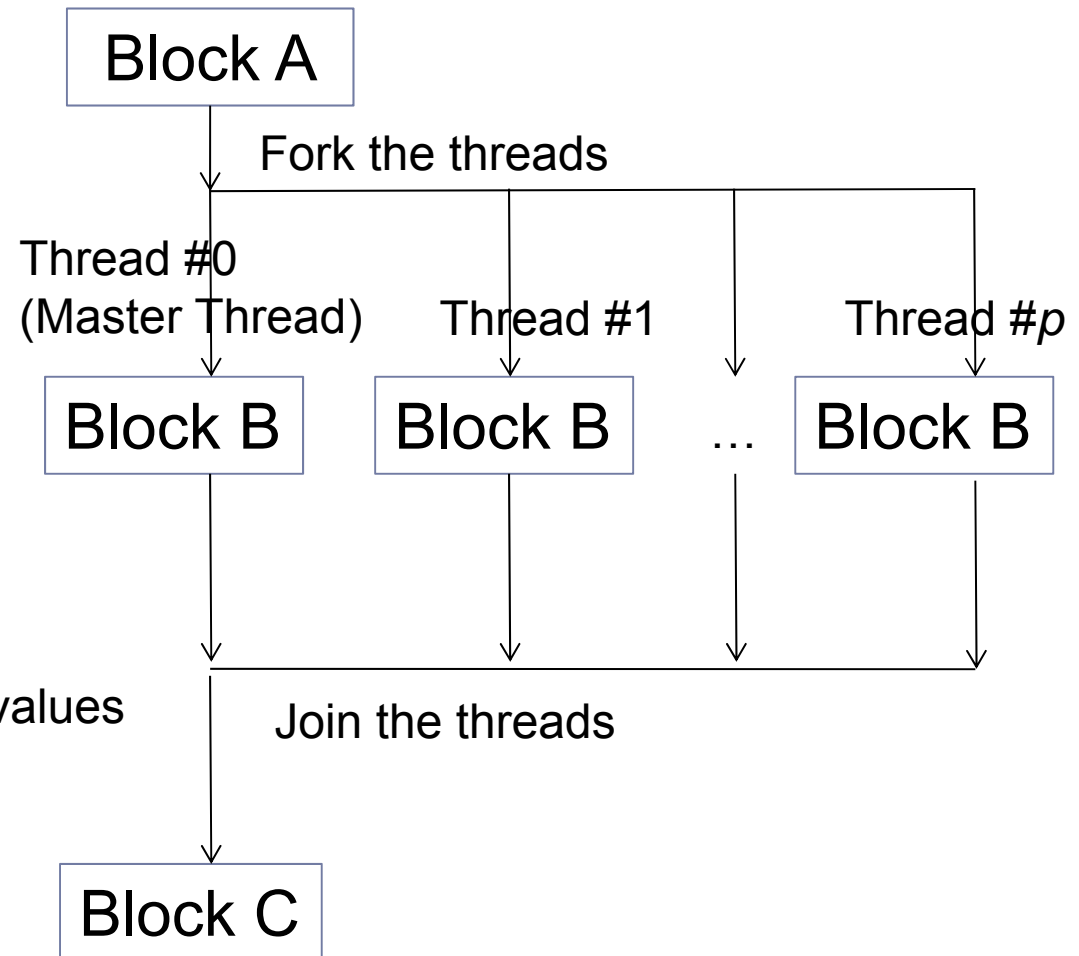 Block A
Fork the threads
Thread #0
(Master Thread)
Thread #1
Thread #p
Block B
Block B
…
Block B
values
Join the threads
Block C